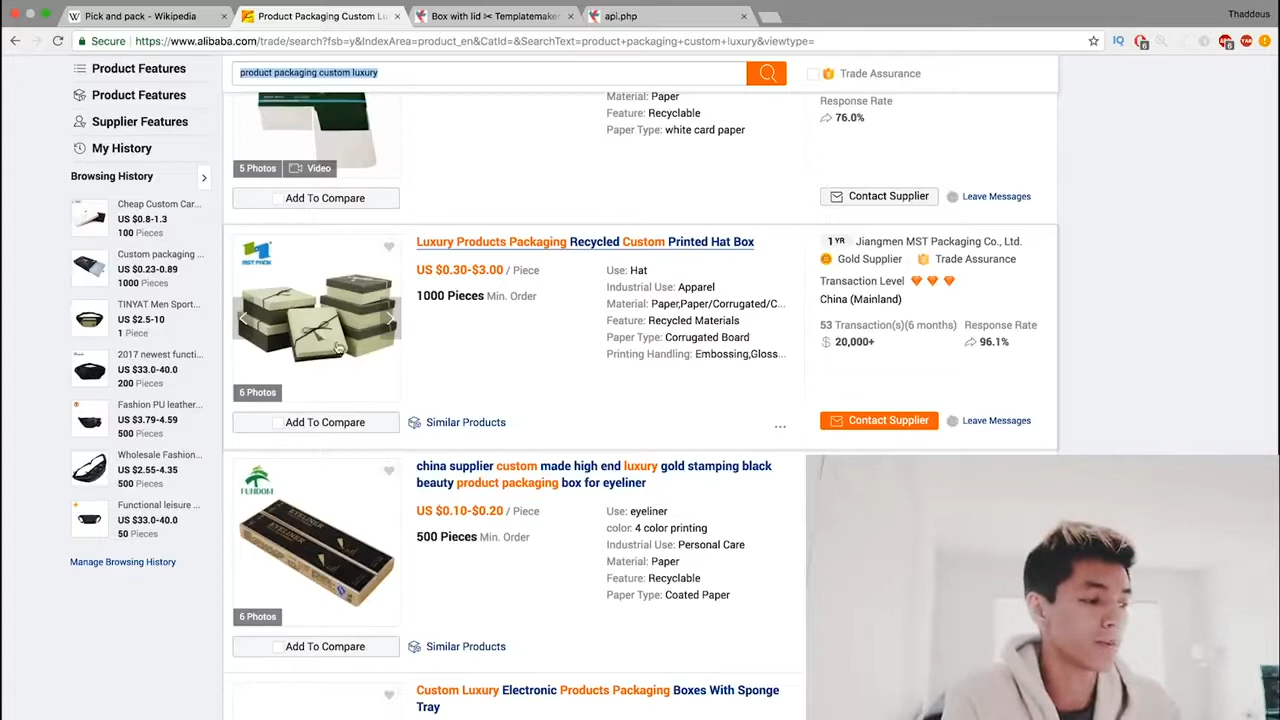 Pick and pack - Wikipedia
Product Packaging Custom Lu
Box with lid ✂ Templatemaker
api.php
Thaddeus
Secure
https://www.alibaba.com/trade/search?fsb=y&IndexArea=product_en&CatId=&SearchText=product+packaging+custom+luxury&viewtype=
Product Features
Product Features
Supplier Features
My History
Browsing History
Cheap Custom Car...
US $0.8-1.3
100 Pieces
Custom packaging ...
US $0.23-0.89
1000 Pieces
TINYAT Men Sport...
US $2.5-10
1 Piece
2017 newest functi...
US $33.0-40.0
200 Pieces
Fashion PU leather...
US $3.79-4.59
500 Pieces
Wholesale Fashion...
US $2.55-4.35
500 Pieces
Functional leisure ...
US $33.0-40.0
50 Pieces
Manage Browsing History
product packaging custom luxury
Trade Assurance
Material: Paper
Feature: Recyclable
Paper Type: white card paper
Response Rate
76.0%
5 Photos
Video
Add To Compare
Contact Supplier
Leave Messages
MST PACK
Luxury Products Packaging Recycled Custom Printed Hat Box
US $0.30-$3.00 / Piece
1000 Pieces Min. Order
Use: Hat
Industrial Use: Apparel
Material: Paper,Paper/Corrugated/C...
Feature: Recycled Materials
Paper Type: Corrugated Board
Printing Handling: Embossing,Gloss...
1 YR
Jiangmen MST Packaging Co., Ltd.
Gold Supplier
Trade Assurance
Transaction Level
China (Mainland)
53 Transaction(s)(6 months)
Response Rate
$ 20,000+
96.1%
6 Photos
Add To Compare
Similar Products
...
Contact Supplier
Leave Messages
FUNDOM
EYELINER
EYELINER
china supplier custom made high end luxury gold stamping black
beauty product packaging box for eyeliner
US $0.10-$0.20 / Piece
500 Pieces Min. Order
Use: eyeliner
color: 4 color printing
Industrial Use: Personal Care
Material: Paper
Feature: Recyclable
Paper Type: Coated Paper
6 Photos
Add To Compare
Similar Products
Custom Luxury Electronic Products Packaging Boxes With Sponge
Tray